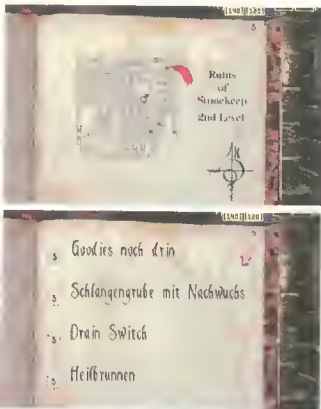 Ruins
of
Stonekeep
2nd Level
N
Goodies noch drin
Schlangengrube mit Nachwuchs
Drain Switch
Heilbrunnen